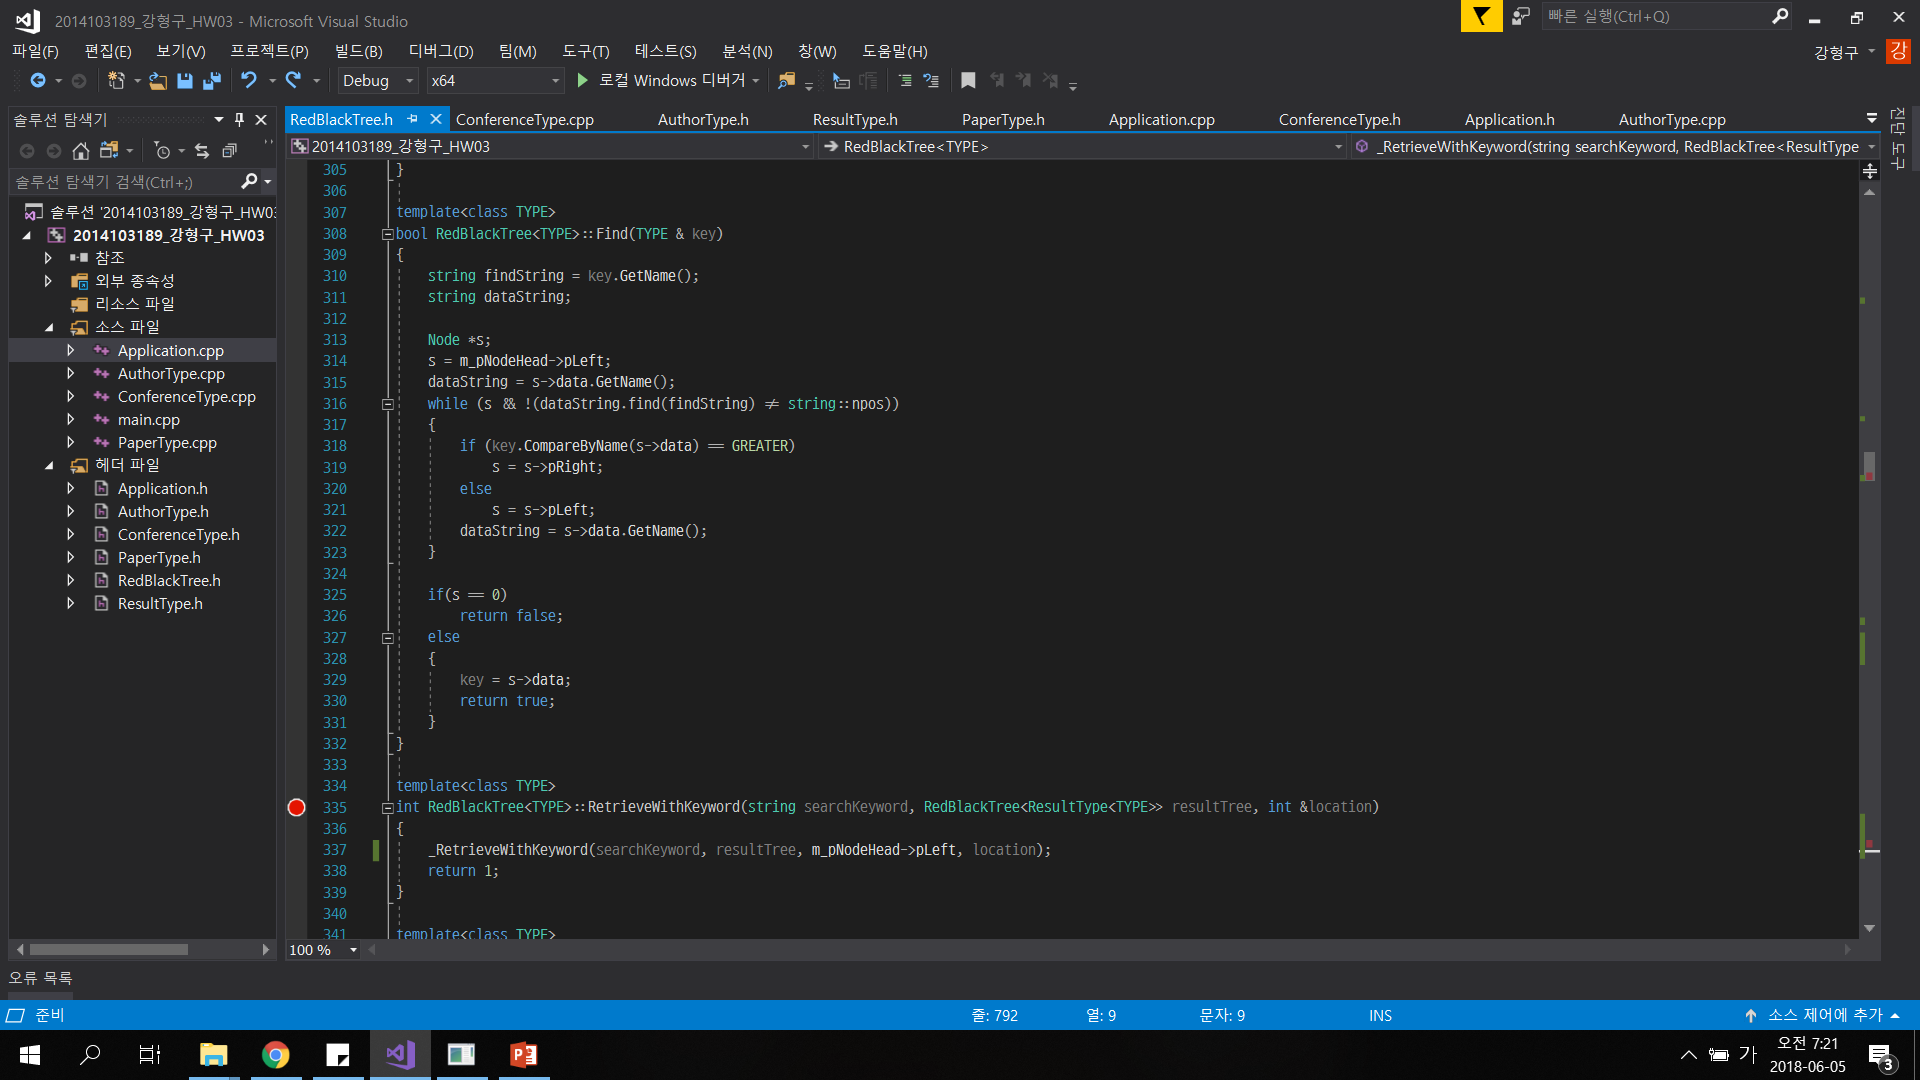 2014103189_강형구_HW03 - Microsoft Visual Studio
빠른 실행(Ctrl+Q)
파일(F) 편집(E) 보기(V) 프로젝트(P) 빌드(B) 디버그(D) 팀(M) 도구(T) 테스트(S) 분석(N) 창(W) 도움말(H)
강형구 강
Debug x64 로컬 Windows 디버거
솔루션 탐색기
RedBlackTree.h ConferenceType.cpp AuthorType.h ResultType.h PaperType.h Application.cpp ConferenceType.h Application.h AuthorType.cpp
진단 도구
2014103189_강형구_HW03 RedBlackTree<TYPE> _RetrieveWithKeyword(string searchKeyword, RedBlackTree<ResultType
솔루션 탐색기 검색(Ctrl+;)
솔루션 '2014103189_강형구_HW03
2014103189_강형구_HW03
참조
외부 종속성
리소스 파일
소스 파일
Application.cpp
AuthorType.cpp
ConferenceType.cpp
main.cpp
PaperType.cpp
헤더 파일
Application.h
AuthorType.h
ConferenceType.h
PaperType.h
RedBlackTree.h
ResultType.h
305 }
306
307 template<class TYPE>
308 bool RedBlackTree<TYPE>::Find(TYPE & key)
309 {
310 string findString = key.GetName();
311 string dataString;
312
313 Node *s;
314 s = m_pNodeHead->pLeft;
315 dataString = s->data.GetName();
316 while (s && !(dataString.find(findString) != string::npos))
317 {
318 if (key.CompareByName(s->data) == GREATER)
319 s = s->pRight;
320 else
321 s = s->pLeft;
322 dataString = s->data.GetName();
323 }
324
325 if(s == 0)
326 return false;
327 else
328 {
329 key = s->data;
330 return true;
331 }
332 }
333
334 template<class TYPE>
335 int RedBlackTree<TYPE>::RetrieveWithKeyword(string searchKeyword, RedBlackTree<ResultType<TYPE>> resultTree, int &location)
336 {
337 _RetrieveWithKeyword(searchKeyword, resultTree, m_pNodeHead->pLeft, location);
338 return 1;
339 }
340
341 template<class TYPE>
100 %
오류 목록
준비 줄: 792 열: 9 문자: 9 INS 소스 제어에 추가
가 오전 7:21
2018-06-05 3